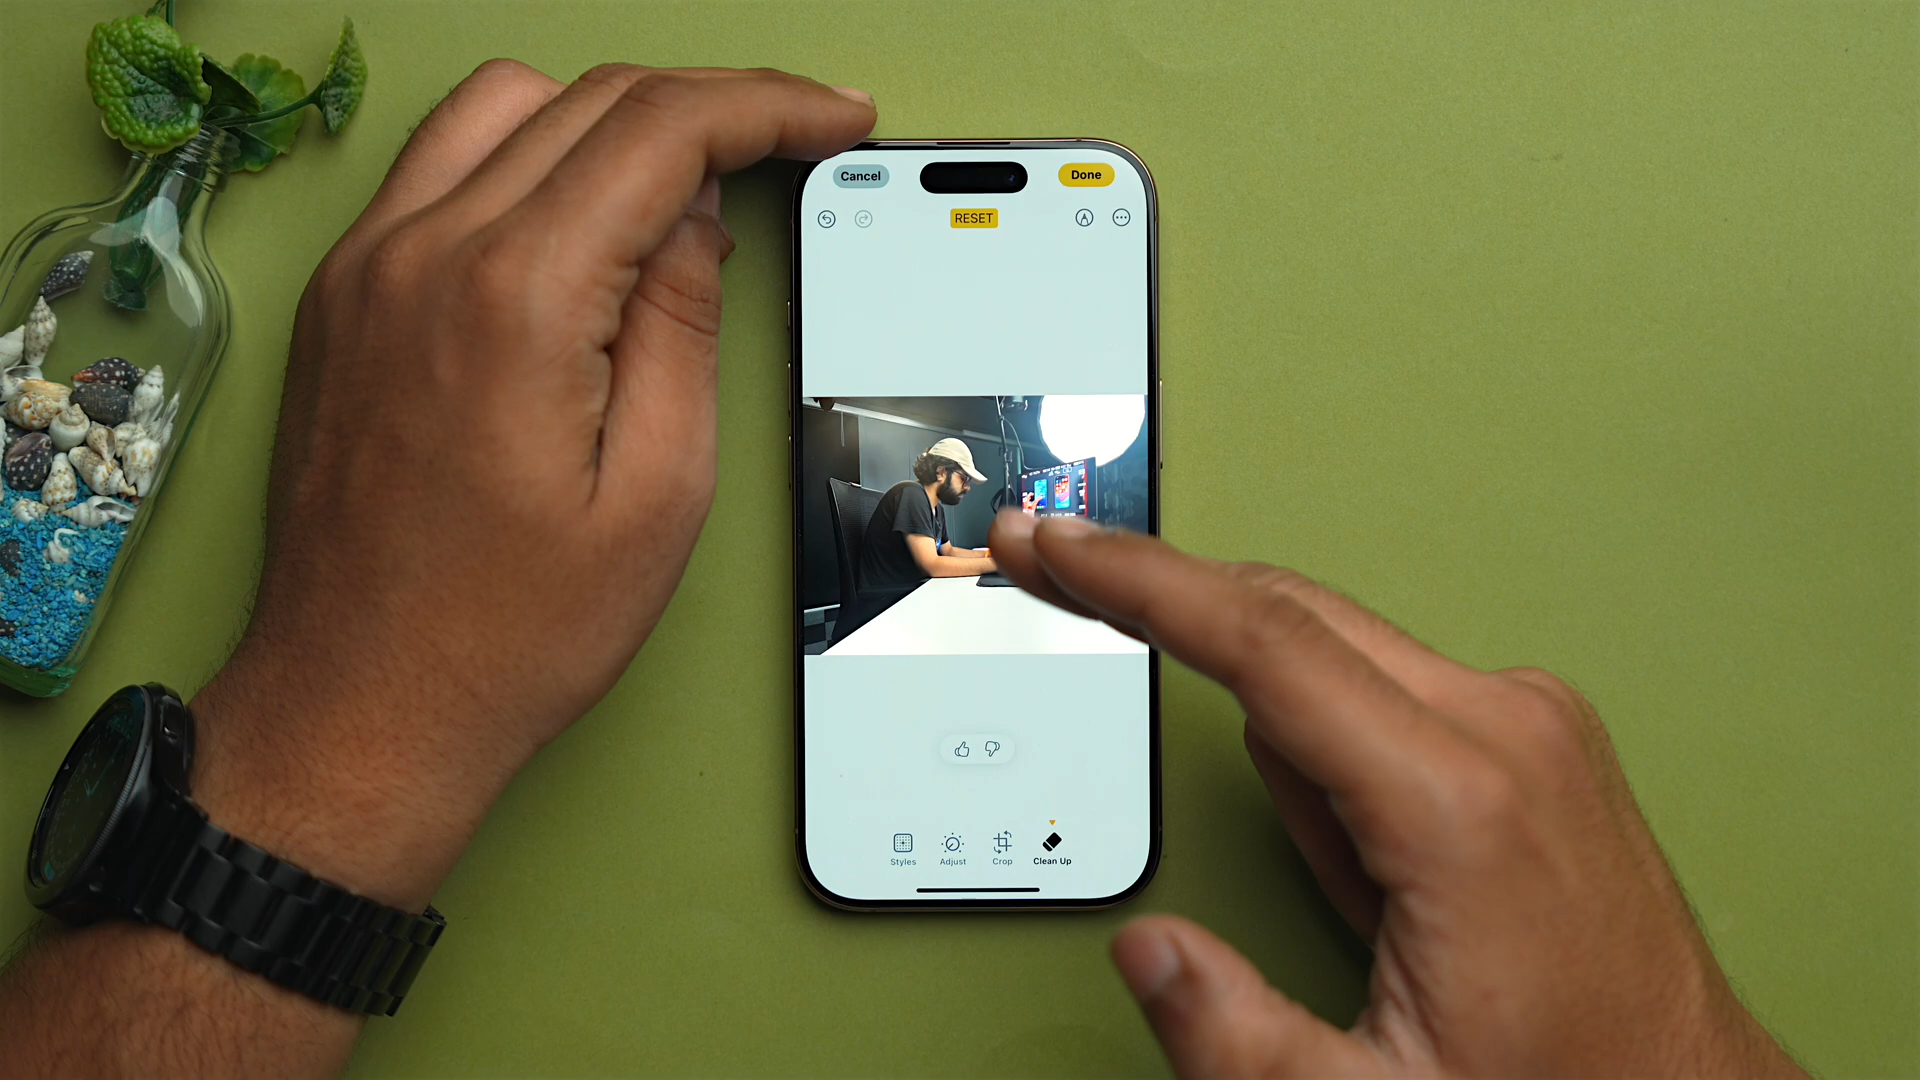 Cancel
Done
RESET
Styles
Adjust
Crop
Clean Up